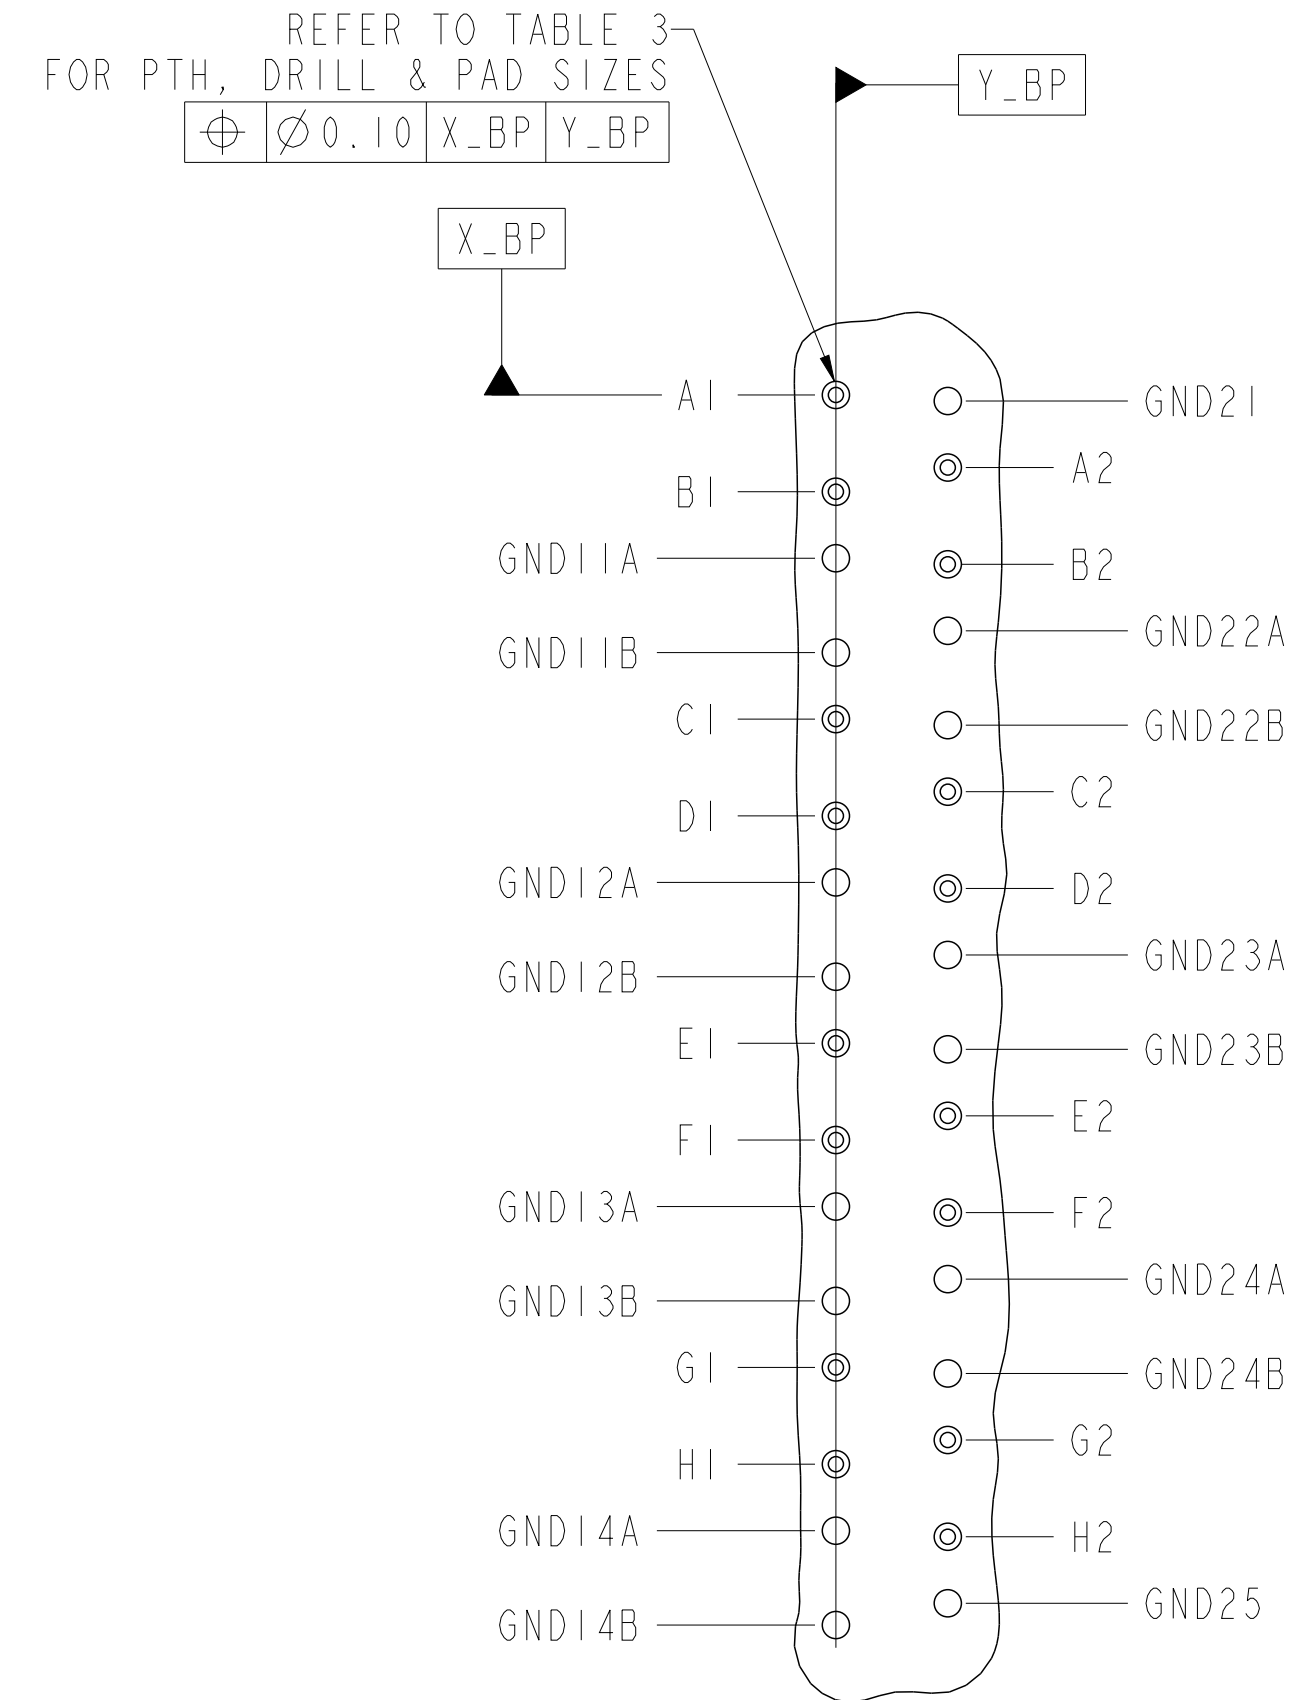 REFER TO TABLE 3
FOR PTH, DRILL & PAD SIZES
⌖ Ø0.10 X_BP Y_BP
Y_BP
X_BP
A1
GND21
A2
B1
GND11A
B2
GND22A
GND11B
C1
GND22B
C2
D1
GND12A
D2
GND23A
GND12B
E1
GND23B
E2
F1
GND13A
F2
GND24A
GND13B
G1
GND24B
G2
H1
GND14A
H2
GND25
GND14B